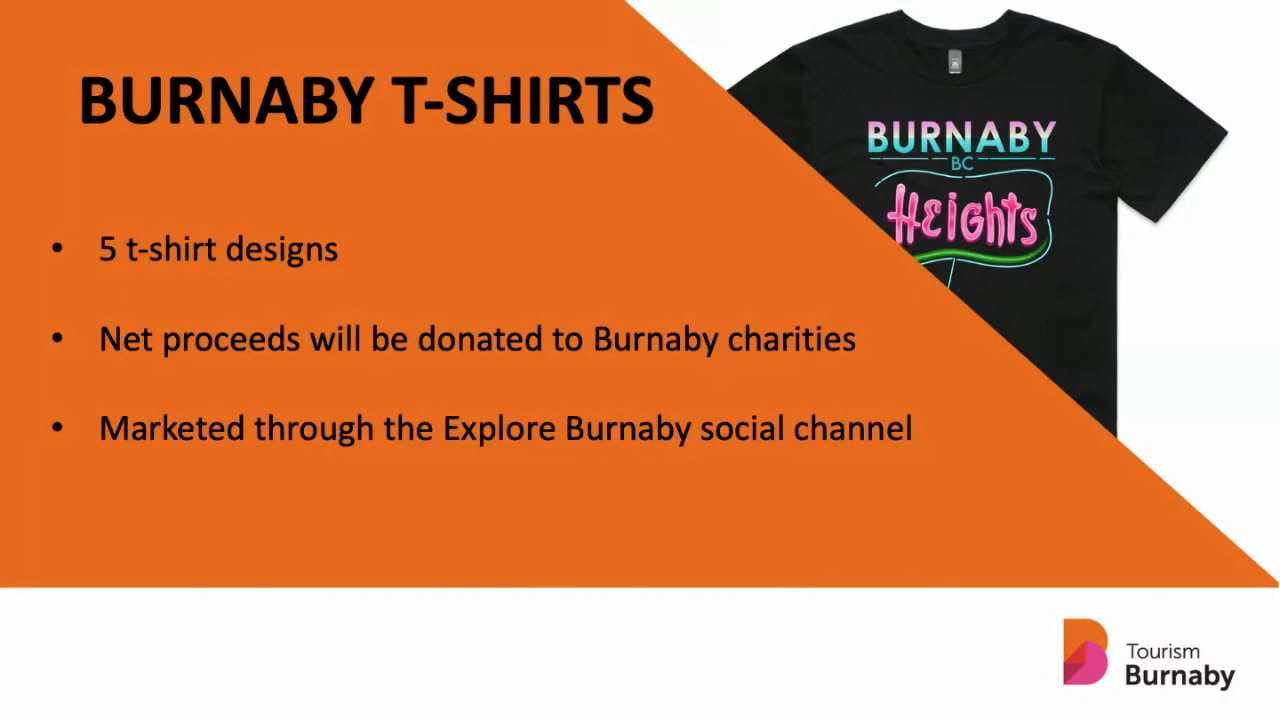 BURNABY T-SHIRTS
• 5 t-shirt designs
• Net proceeds will be donated to Burnaby charities
• Marketed through the Explore Burnaby social channel
BURNABY
BC
Heights
Tourism
Burnaby